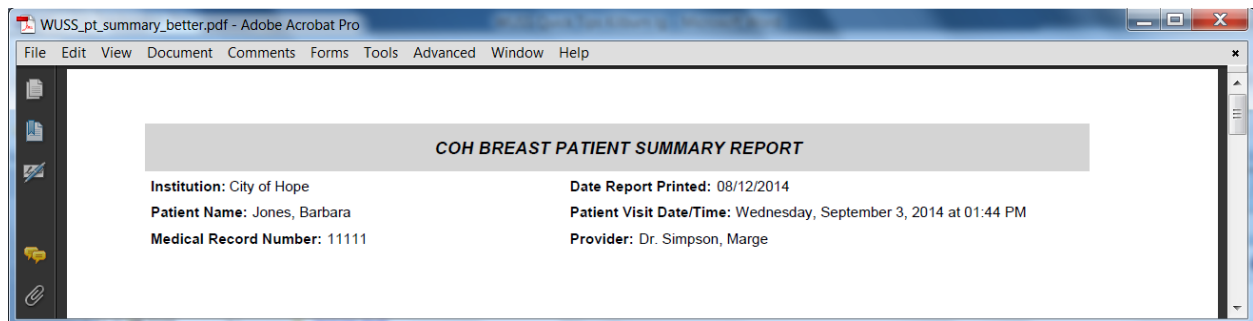 WUSS_pt_summary_better.pdf - Adobe Acrobat Pro
File Edit View Document Comments Forms Tools Advanced Window Help
COH BREAST PATIENT SUMMARY REPORT
Institution: City of Hope Date Report Printed: 08/12/2014
Patient Name: Jones, Barbara Patient Visit Date/Time: Wednesday, September 3, 2014 at 01:44 PM
Medical Record Number: 11111 Provider: Dr. Simpson, Marge